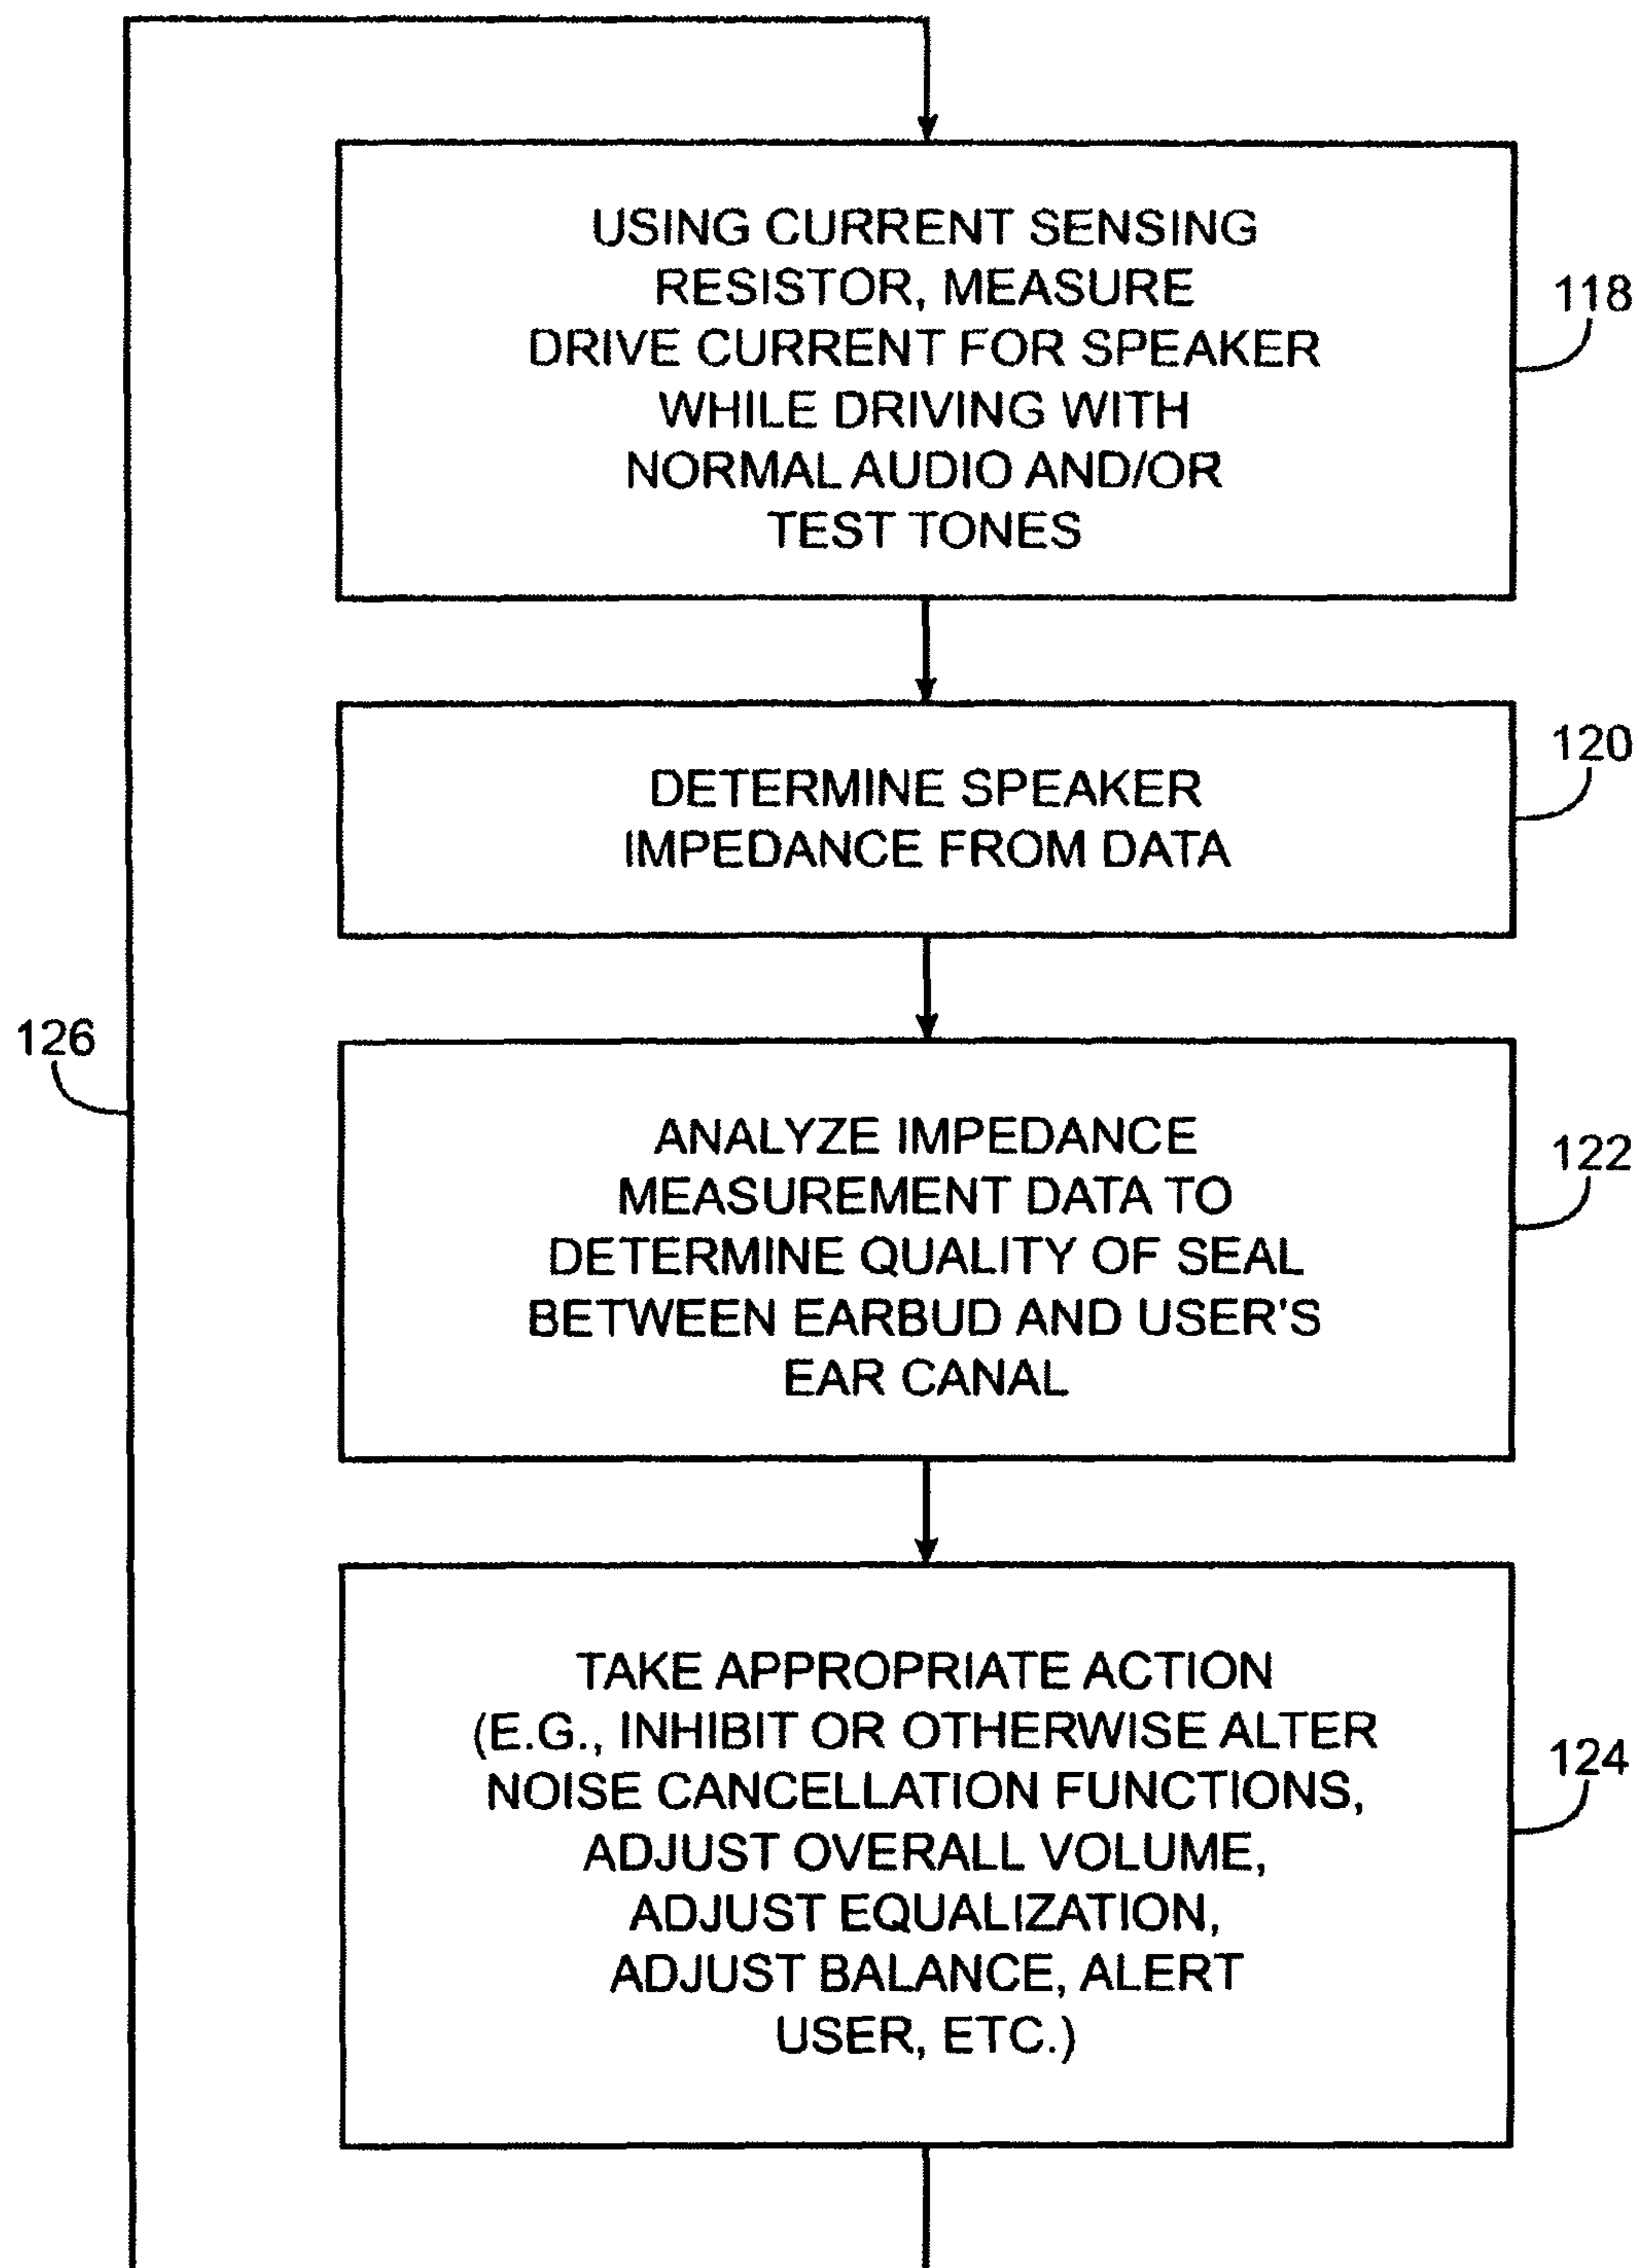 USING CURRENT SENSING
RESISTOR, MEASURE
DRIVE CURRENT FOR SPEAKER
WHILE DRIVING WITH
NORMAL AUDIO AND/OR
TEST TONES
118
DETERMINE SPEAKER
IMPEDANCE FROM DATA
120
126
ANALYZE IMPEDANCE
MEASUREMENT DATA TO
DETERMINE QUALITY OF SEAL
BETWEEN EARBUD AND USER'S
EAR CANAL
122
TAKE APPROPRIATE ACTION
(E.G., INHIBIT OR OTHERWISE ALTER
NOISE CANCELLATION FUNCTIONS,
ADJUST OVERALL VOLUME,
ADJUST EQUALIZATION,
ADJUST BALANCE, ALERT
USER, ETC.)
124